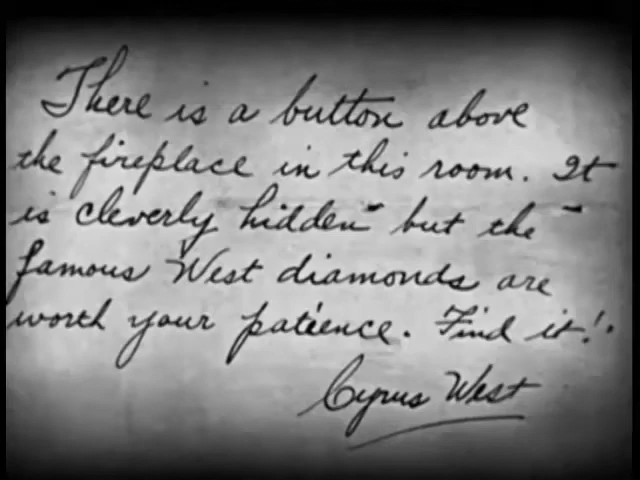 There is a button above
the fireplace in this room. It
is cleverly hidden - but the -
famous West diamonds are
worth your patience. Find it!
Cyrus West